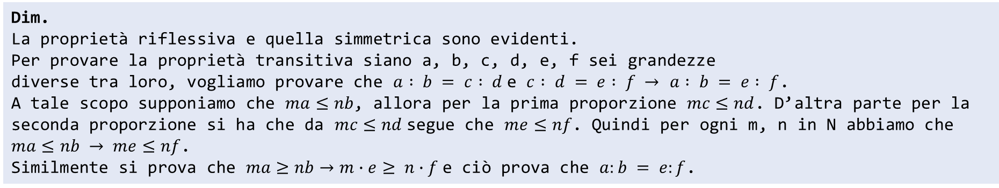 Dim.
La proprietà riflessiva e quella simmetrica sono evidenti.
Per provare la proprietà transitiva siano a, b, c, d, e, f sei grandezze
diverse tra loro, vogliamo provare che a : b = c : d e c : d = e : f → a : b = e : f.
A tale scopo supponiamo che ma ≤ nb, allora per la prima proporzione mc ≤ nd. D’altra parte per la
seconda proporzione si ha che da mc ≤ nd segue che me ≤ nf. Quindi per ogni m, n in N abbiamo che
ma ≤ nb → me ≤ nf.
Similmente si prova che ma ≥ nb → m · e ≥ n · f e ciò prova che a: b = e: f.